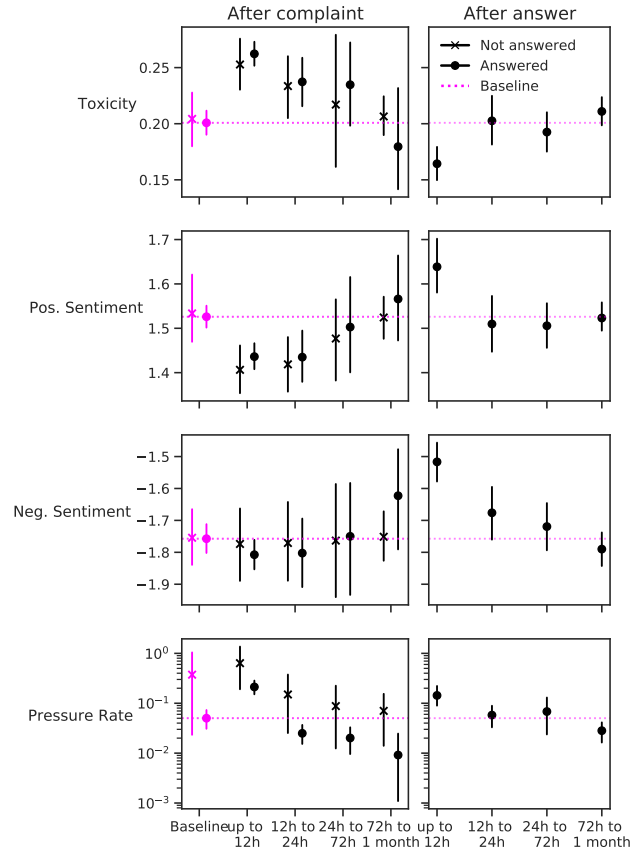 After complaint
After answer
Toxicity
0.25
0.20
0.15
Not answered
Answered
Baseline
Pos. Sentiment
1.7
1.6
1.5
1.4
Neg. Sentiment
−1.5
−1.6
−1.7
−1.8
−1.9
Pressure Rate
10⁰
10⁻¹
10⁻²
10⁻³
Baseline
up to
12h
12h to
24h
24h to
72h
72h to
1 month
up to
12h
12h to
24h
24h to
72h
72h to
1 month